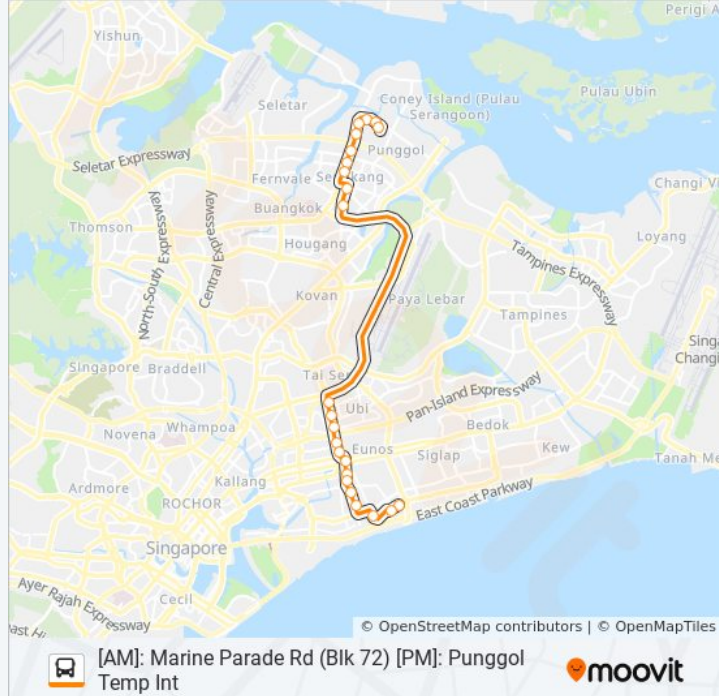 Perigi A
Yishun
Pulau Ubin
Coney Island (Pulau
Serangoon)
Seletar
Punggol
Seletar Expressway
Fernvale
Changi Vi
Buangkok
Thomson
Central Expressway
North-South Expressway
Hougang
Loyang
Tampines Expressway
Kovan
Paya Lebar
Tampines
Singa
Changi
Singapore
Braddell
Tai Se
Pan-Island Expressway
Ubi
Whampoa
Bedok
Novena
Eunos
Siglap
Kew
Tanah Me
Kallang
Ardmore
East Coast Parkway
ROCHOR
Singapore
Cecil
Ayer Rajah Expressway
© OpenStreetMap contributors | © OpenMapTiles
[AM]: Marine Parade Rd (Blk 72) [PM]: Punggol
Temp Int
moovit